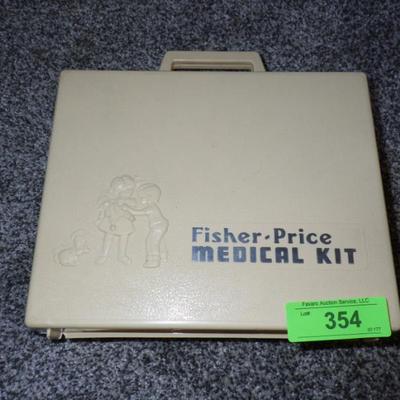 Fisher-Price
MEDICAL KIT
Favaro Auction Service, LLC
Lot# 354